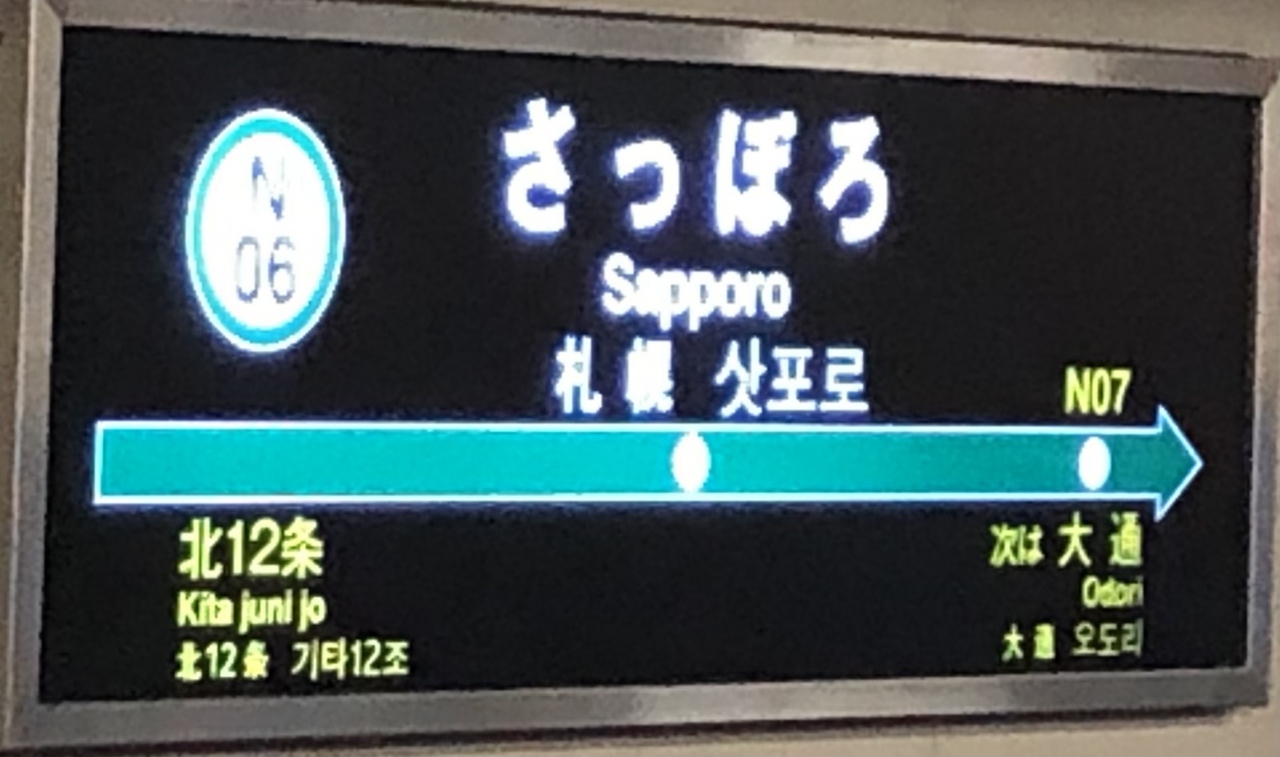 N
06
さっぽろ
Sapporo
札幌 삿포로
N07
北12条
Kita juni jo
北12条 기타12조
次は 大通
Odori
大通 오도리